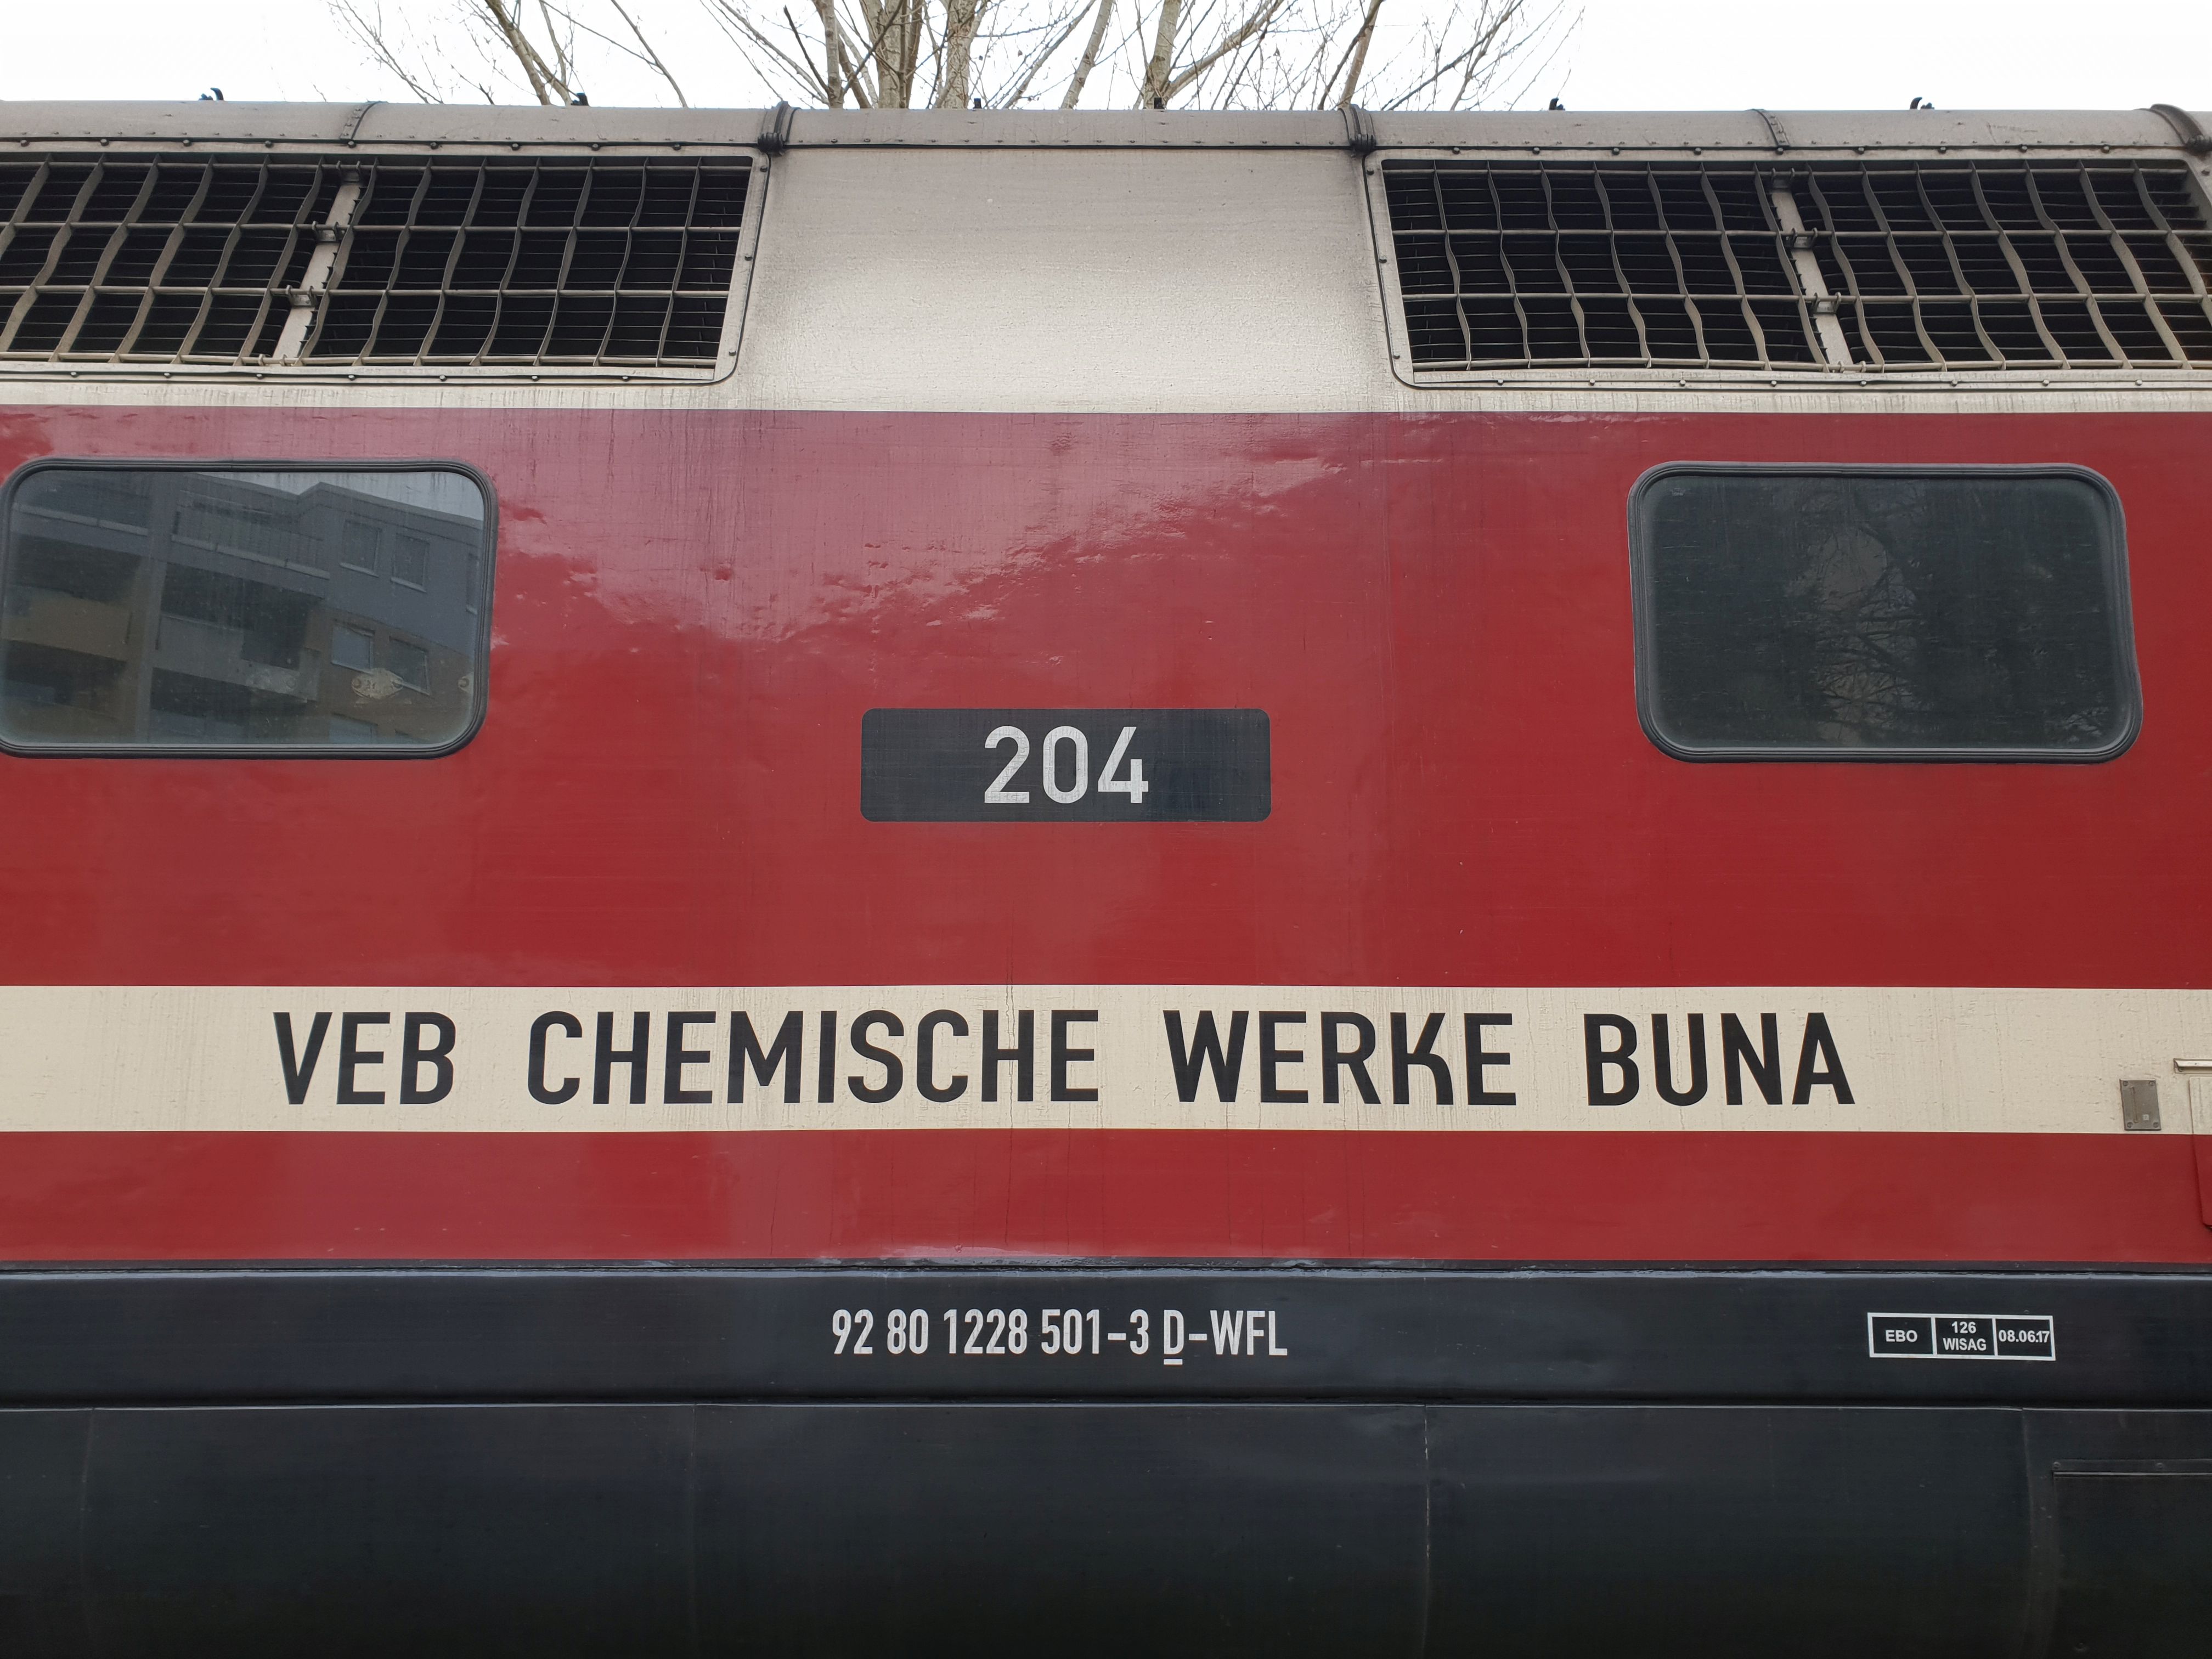 204
VEB CHEMISCHE WERKE BUNA
92 80 1228 501-3 D-WFL
EBO
126
WISAG
08.06.17